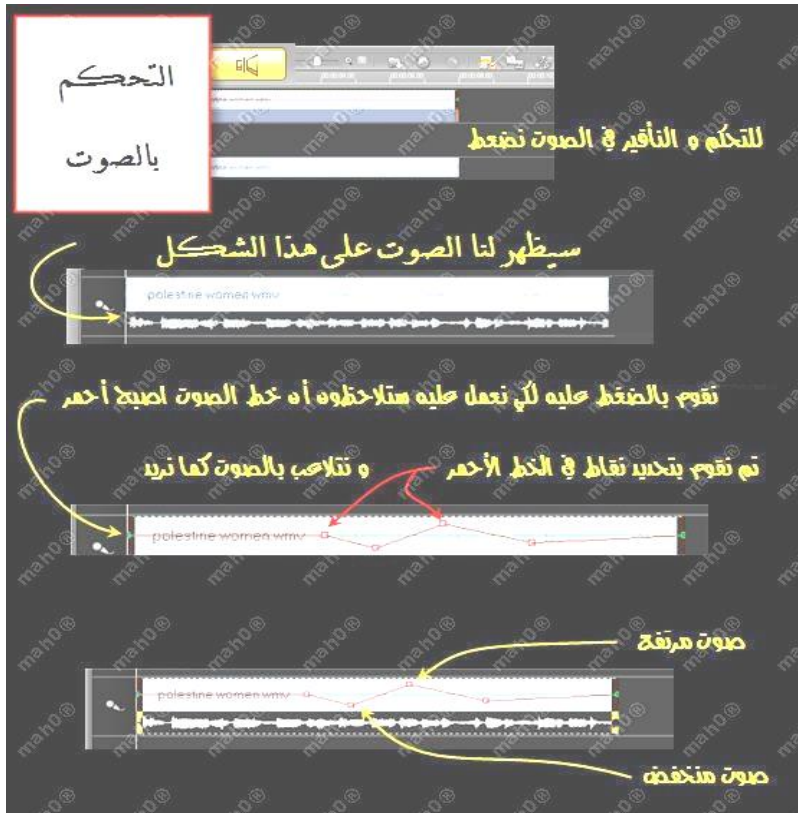 التحكم
بالصوت
للتحكم و التأثير في الصوت نضغط
سيظهر لنا الصوت على هذا الشكل
polestine women.wmv
نقوم بالضغط عليه لكي نعمل عليه ستلاحظون أن خط الصوت اصبح أحمر
تم نقوم بتحديد نقاط في الخط الأحمر و نتلاعب بالصوت كما نريد
polestine women.wmv
صوت مرتفع
polestine women.wmv
صوت منخفض
mah0®